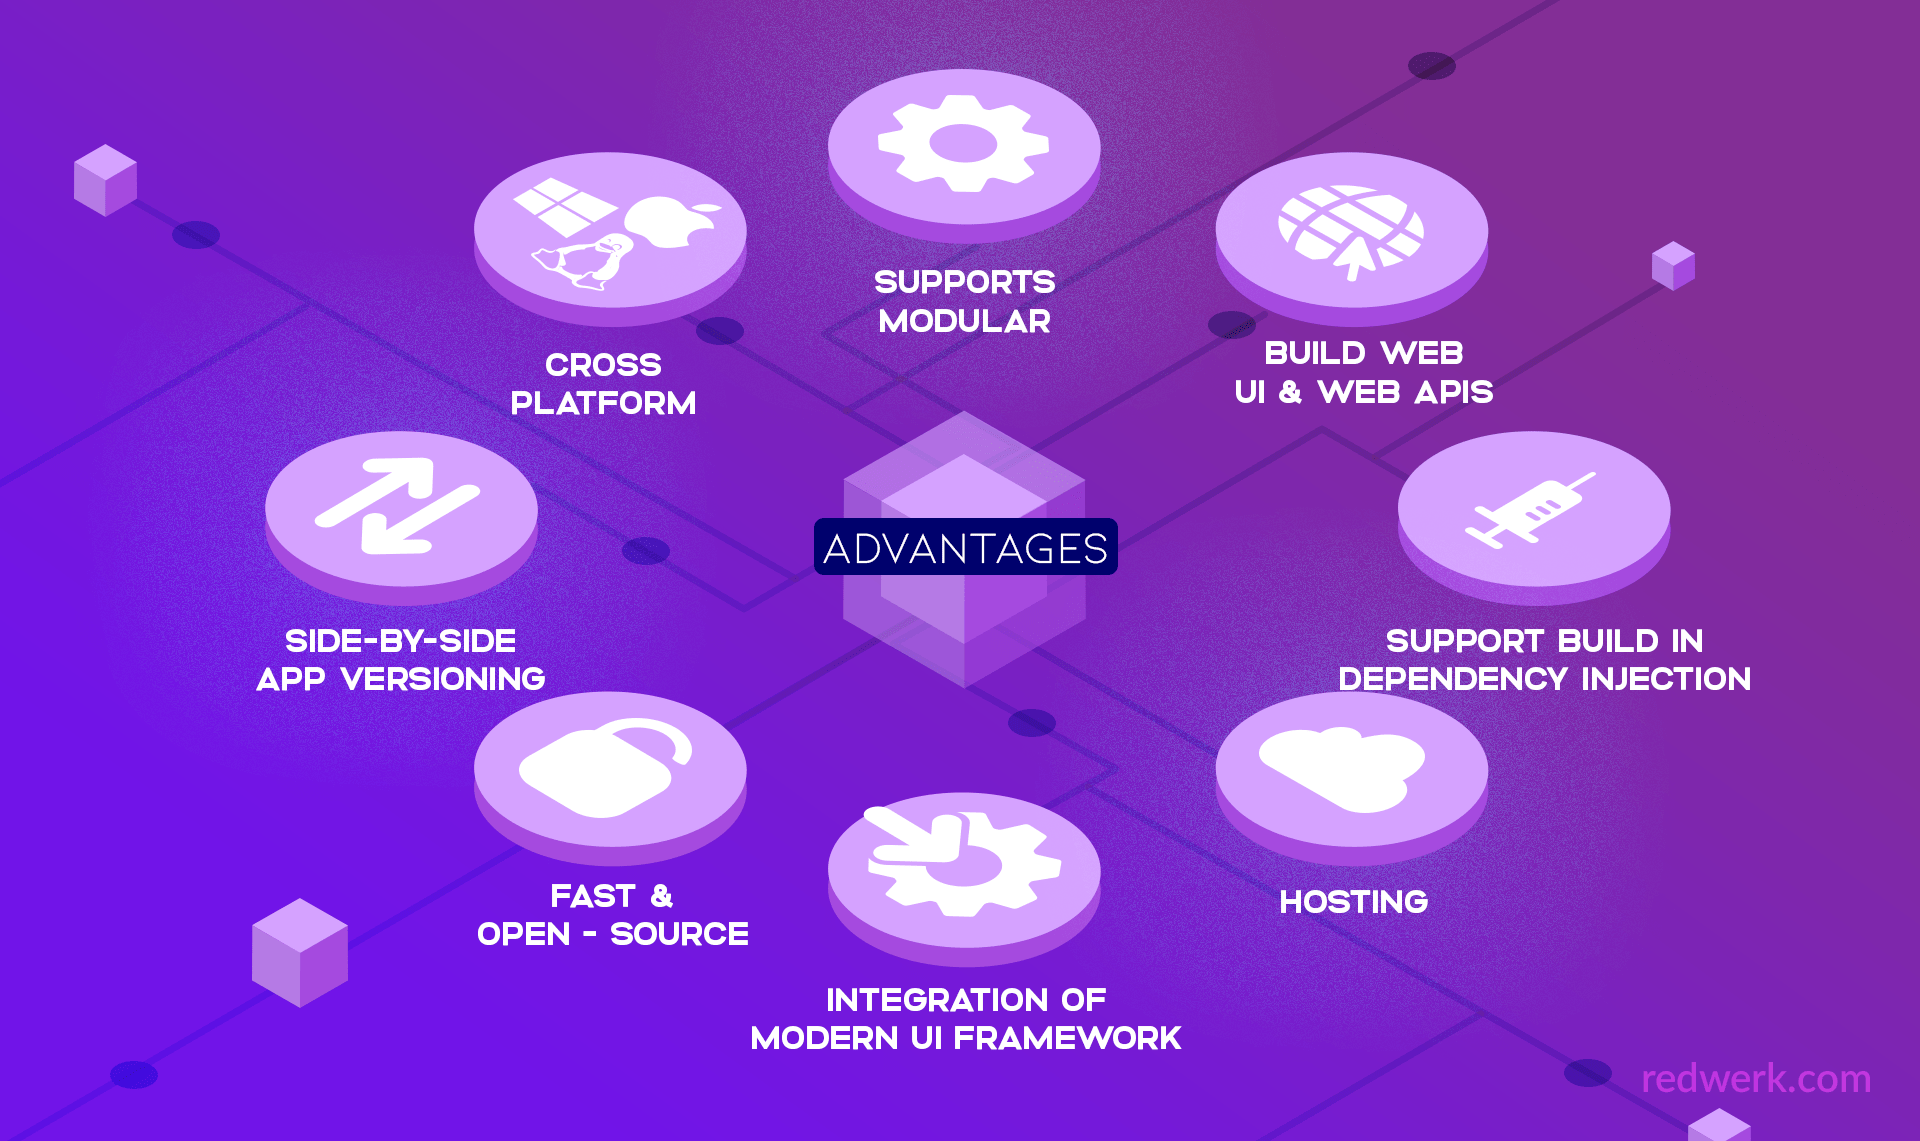 SUPPORTS
MODULAR
CROSS
PLATFORM
BUILD WEB
UI & WEB APIS
ADVANTAGES
SIDE-BY-SIDE
APP VERSIONING
SUPPORT BUILD IN
DEPENDENCY INJECTION
FAST &
OPEN - SOURCE
HOSTING
INTEGRATION OF
MODERN UI FRAMEWORK
redwerk.com